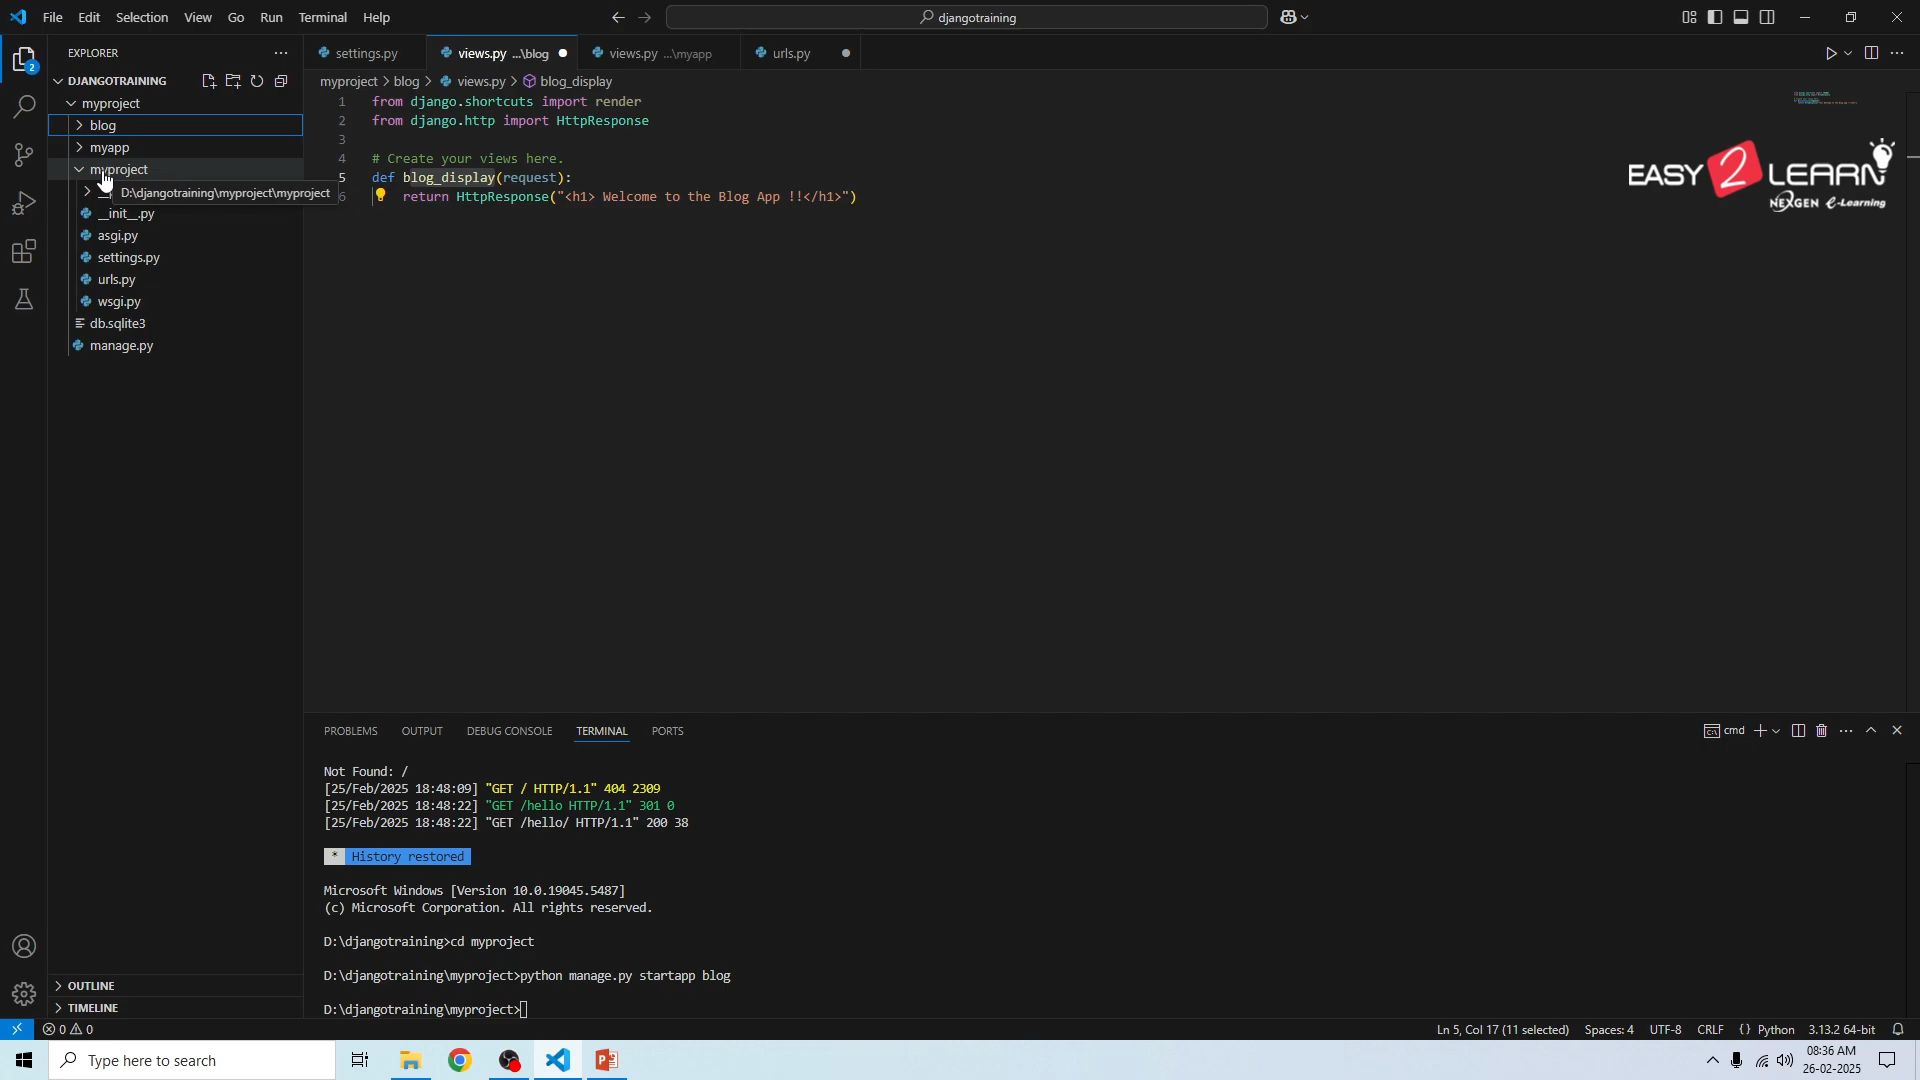 File Edit Selection View Go Run Terminal Help
djangotraining
EXPLORER
settings.py
views.py ...\blog
views.py ...\myapp
urls.py
DJANGOTRAINING
myproject > blog > views.py > blog_display
myproject
blog
myapp
myproject
D:\djangotraining\myproject\myproject
__init__.py
asgi.py
settings.py
urls.py
wsgi.py
db.sqlite3
manage.py
1 from django.shortcuts import render
2 from django.http import HttpResponse
3
4 # Create your views here.
5 def blog_display(request):
6 return HttpResponse("<h1> Welcome to the Blog App !!</h1>")
EASY 2 LEARN
NEXGEN e-Learning
PROBLEMS OUTPUT DEBUG CONSOLE TERMINAL PORTS
cmd
Not Found: /
[25/Feb/2025 18:48:09] "GET / HTTP/1.1" 404 2309
[25/Feb/2025 18:48:22] "GET /hello HTTP/1.1" 301 0
[25/Feb/2025 18:48:22] "GET /hello/ HTTP/1.1" 200 38
* History restored
Microsoft Windows [Version 10.0.19045.5487]
(c) Microsoft Corporation. All rights reserved.
D:\djangotraining>cd myproject
D:\djangotraining\myproject>python manage.py startapp blog
D:\djangotraining\myproject>
OUTLINE
TIMELINE
2
0 0
Ln 5, Col 17 (11 selected) Spaces: 4 UTF-8 CRLF {} Python 3.13.2 64-bit
Type here to search
08:36 AM
26-02-2025